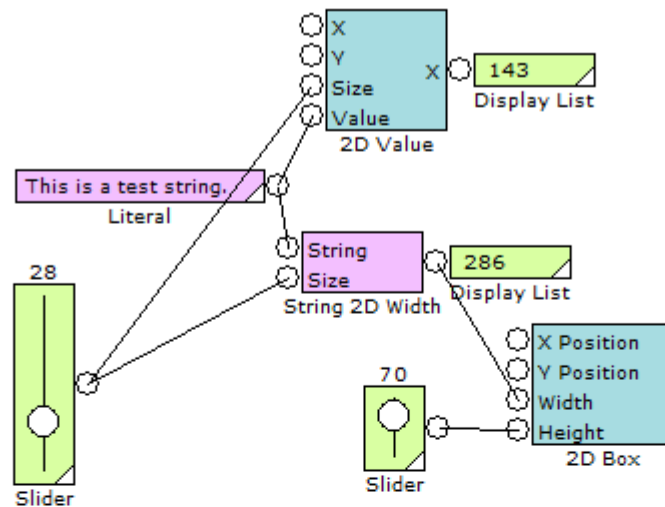 X
Y
Size
Value
X
143
Display List
2D Value
This is a test string.
Literal
String
Size
286
Display List
String 2D Width
28
Slider
70
Slider
X Position
Y Position
Width
Height
2D Box